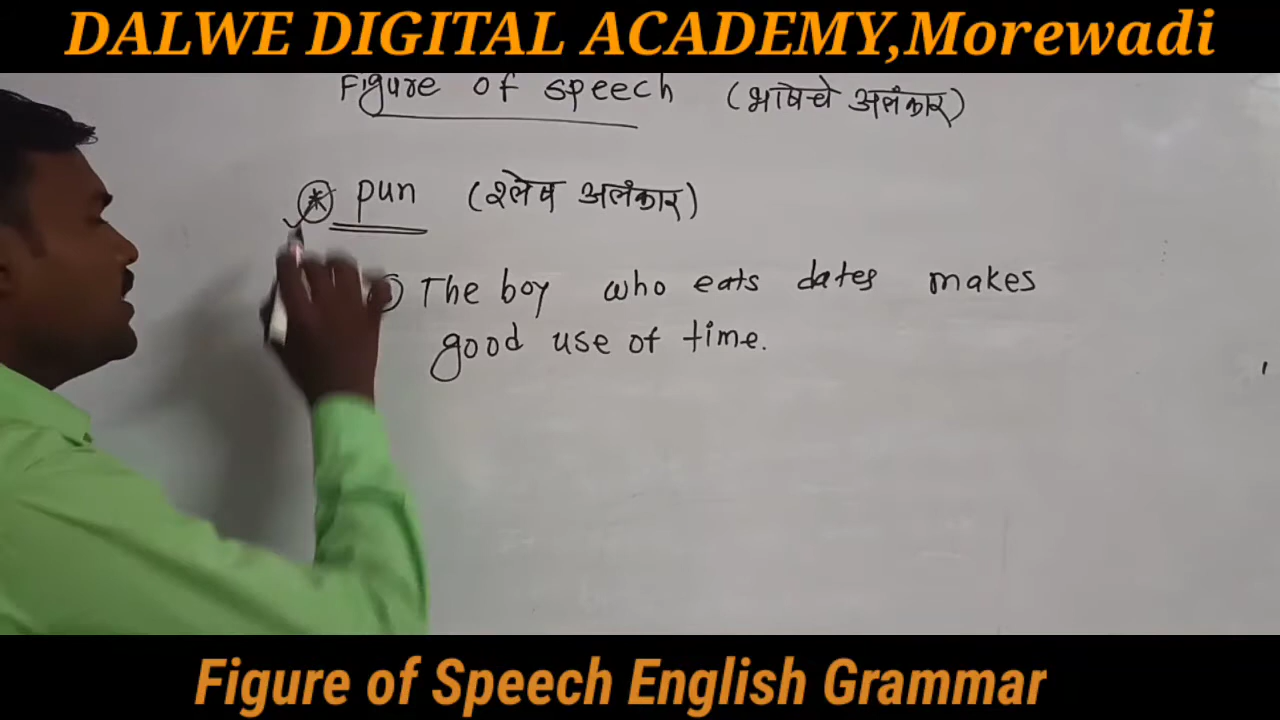 DALWE DIGITAL ACADEMY,Morewadi
Figure of speech (भाषेचे अलंकार)
pun (श्लेष अलंकार)
The boy who eats dates makes
good use of time.
Figure of Speech English Grammar